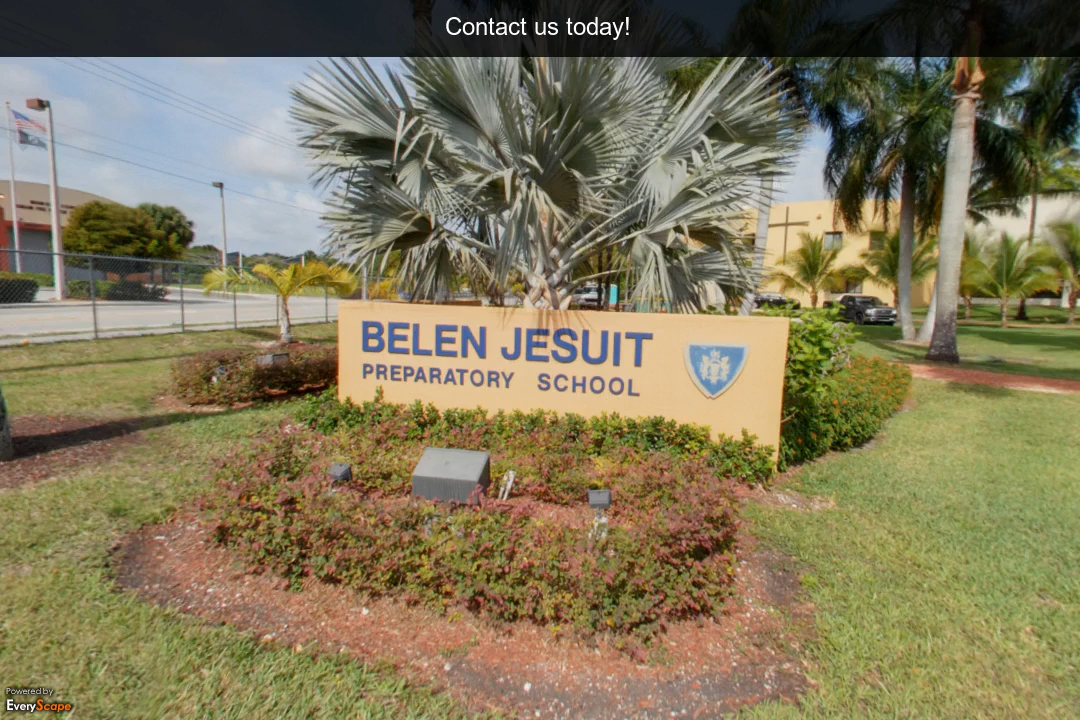 Contact us today!
BELEN JESUIT
PREPARATORY SCHOOL
Powered by
EveryScape